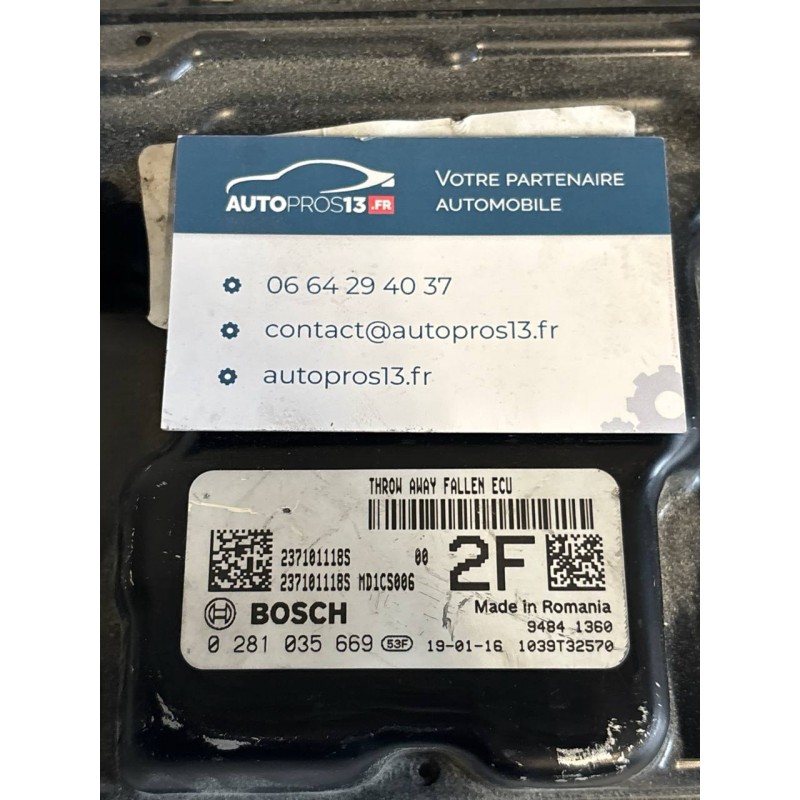 AUTOPROS13.FR
VOTRE PARTENAIRE
AUTOMOBILE
06 64 29 40 37
contact@autopros13.fr
autopros13.fr
THROW AWAY FALLEN ECU
237101118S 00
237101118S MD1CS006
2F
BOSCH
Made in Romania
9484 1360
0 281 035 669 53F 19-01-16 1039T32570